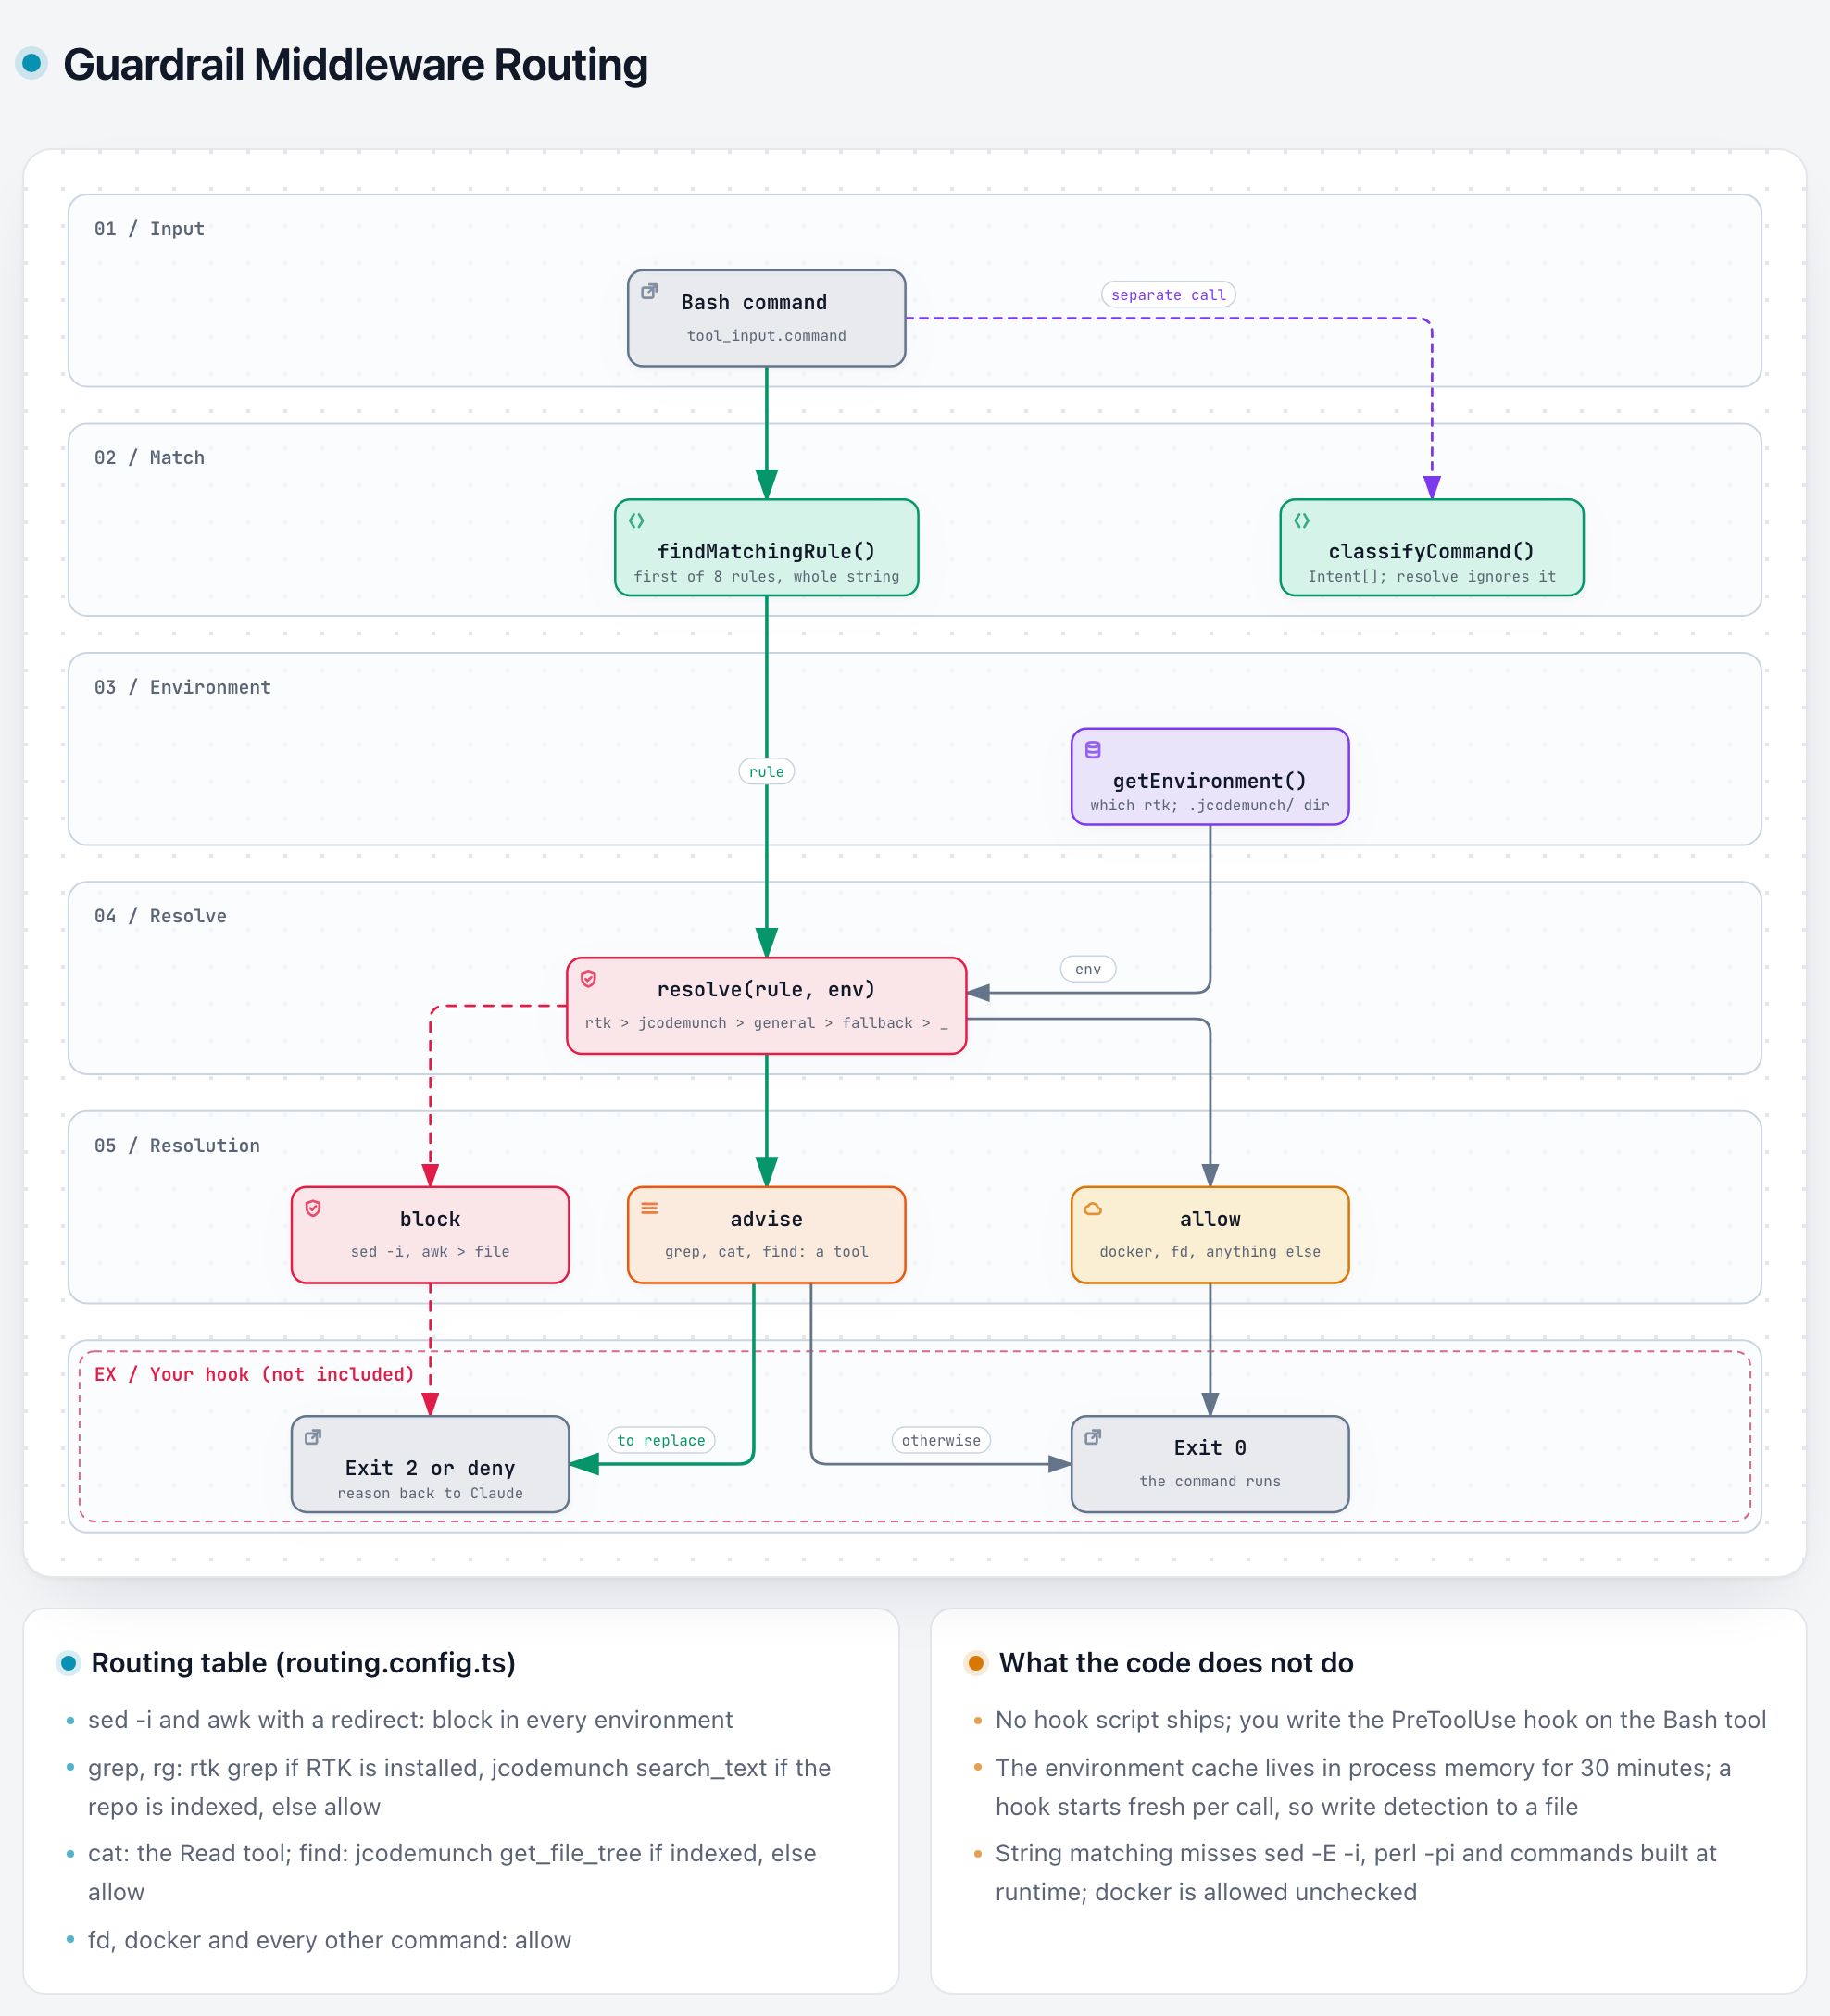 Guardrail Middleware Routing
01 / Input
Bash command
tool_input.command
separate call
02 / Match
findMatchingRule()
first of 8 rules, whole string
classifyCommand()
Intent[]; resolve ignores it
03 / Environment
rule
getEnvironment()
which rtk; .jcodemunch/ dir
04 / Resolve
resolve(rule, env)
rtk > jcodemunch > general > fallback > _
env
05 / Resolution
block
sed -i, awk > file
advise
grep, cat, find: a tool
allow
docker, fd, anything else
EX / Your hook (not included)
Exit 2 or deny
reason back to Claude
to replace
otherwise
Exit 0
the command runs
Routing table (routing.config.ts)
sed -i and awk with a redirect: block in every environment
grep, rg: rtk grep if RTK is installed, jcodemunch search_text if the
repo is indexed, else allow
cat: the Read tool; find: jcodemunch get_file_tree if indexed, else
allow
fd, docker and every other command: allow
What the code does not do
No hook script ships; you write the PreToolUse hook on the Bash tool
The environment cache lives in process memory for 30 minutes; a
hook starts fresh per call, so write detection to a file
String matching misses sed -E -i, perl -pi and commands built at
runtime; docker is allowed unchecked